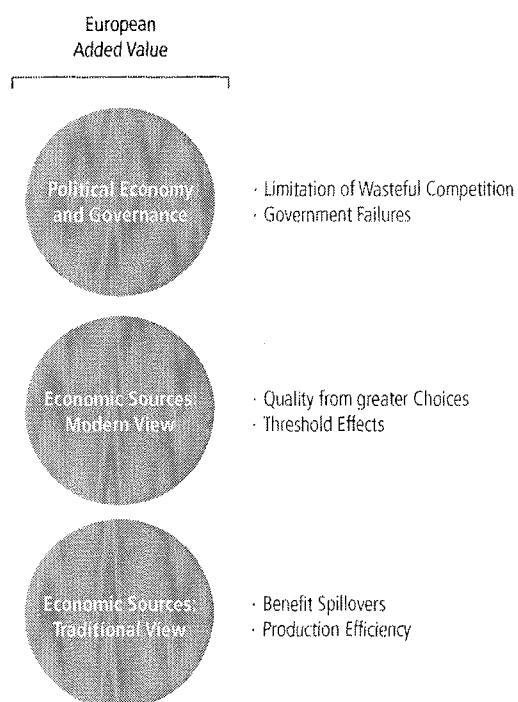 European
Added Value
Political Economy
and Governance
· Limitation of Wasteful Competition
· Government Failures
Economic Sources:
Modern View
· Quality from greater Choices
· Threshold Effects
Economic Sources:
Traditional View
· Benefit Spillovers
· Production Efficiency